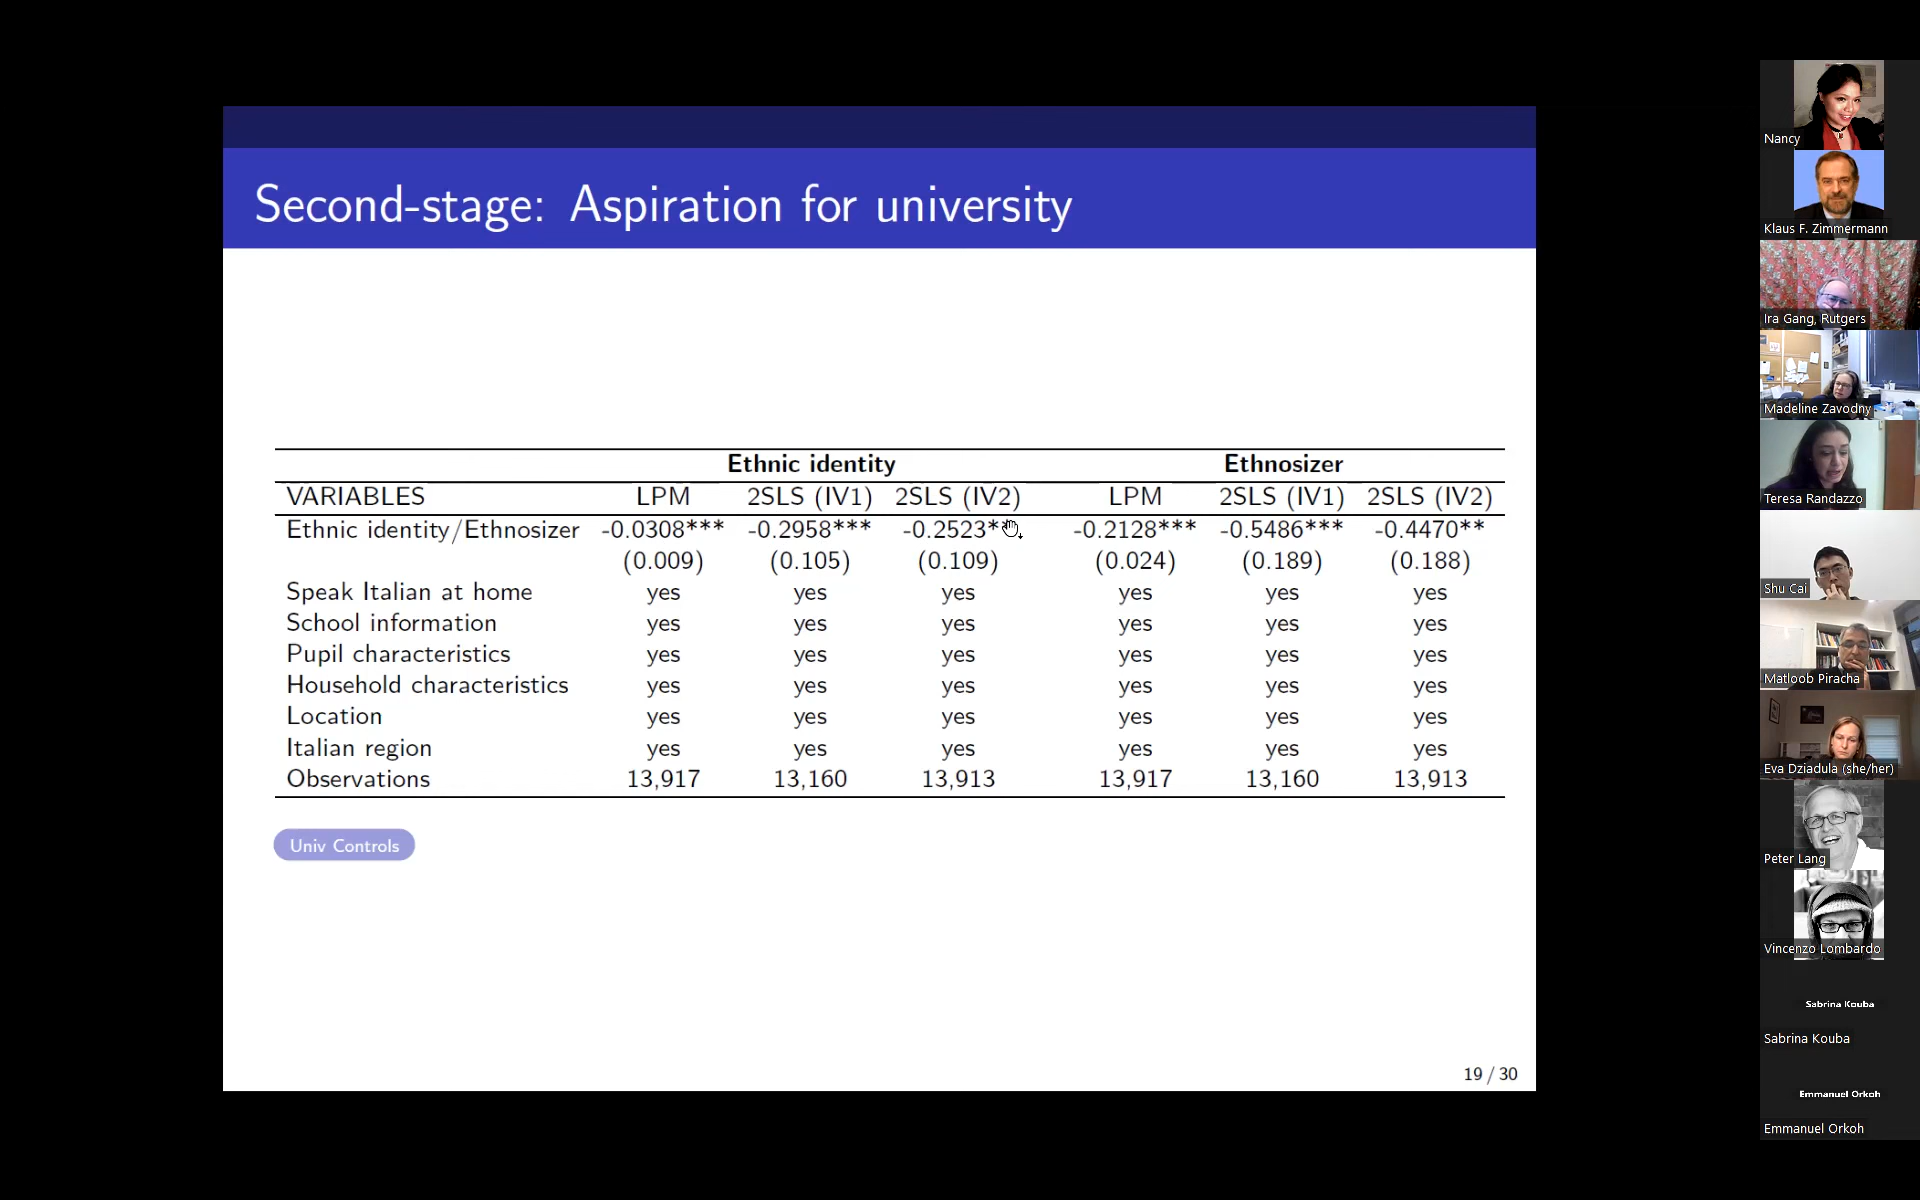 Second-stage: Aspiration for university
Ethnic identity Ethnosizer
VARIABLES LPM 2SLS (IV1) 2SLS (IV2) LPM 2SLS (IV1) 2SLS (IV2)
Ethnic identity/Ethnosizer -0.0308*** -0.2958*** -0.2523** -0.2128*** -0.5486*** -0.4470**
(0.009) (0.105) (0.109) (0.024) (0.189) (0.188)
Speak Italian at home yes yes yes yes yes yes
School information yes yes yes yes yes yes
Pupil characteristics yes yes yes yes yes yes
Household characteristics yes yes yes yes yes yes
Location yes yes yes yes yes yes
Italian region yes yes yes yes yes yes
Observations 13,917 13,160 13,913 13,917 13,160 13,913
Univ Controls
19 / 30
Nancy
Klaus F. Zimmermann
Ira Gang, Rutgers
Madeline Zavodny
Teresa Randazzo
Shu Cai
Matloob Piracha
Eva Dziadula (she/her)
Peter Lang
Vincenzo Lombardo
Sabrina Kouba
Sabrina Kouba
Emmanuel Orkoh
Emmanuel Orkoh